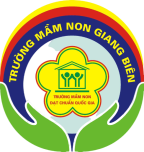 TRƯỜNG MẦM NON GIANG BIÊN
TRƯỜNG MẦM NON
ĐẠT CHUẨN QUỐC GIA